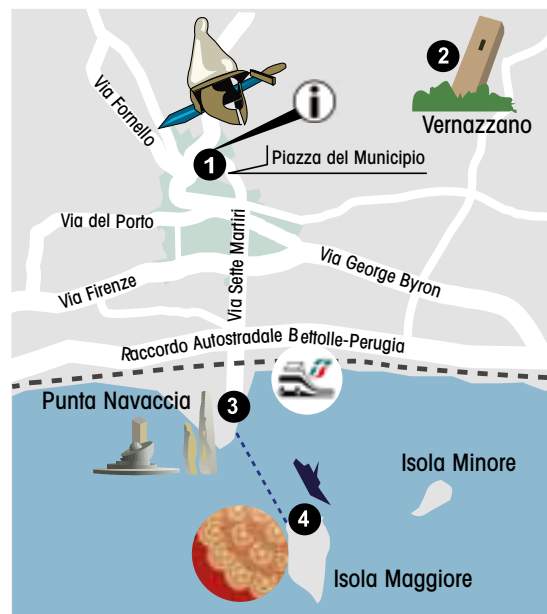 Via Fornello
2
Vernazzano
i
1
Piazza del Municipio
Via del Porto
Via Sette Martiri
Via George Byron
Via Firenze
Raccordo Autostradale Bettolle-Perugia
Punta Navaccia
3
Isola Minore
4
Isola Maggiore